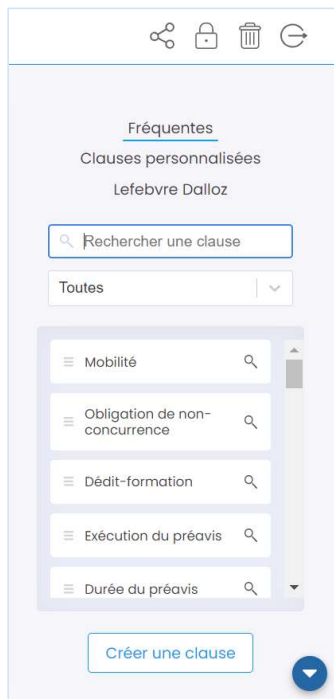 Fréquentes
Clauses personnalisées
Lefebvre Dalloz
Rechercher une clause
Toutes
Mobilité
Obligation de non-
concurrence
Dédit-formation
Exécution du préavis
Durée du préavis
Créer une clause